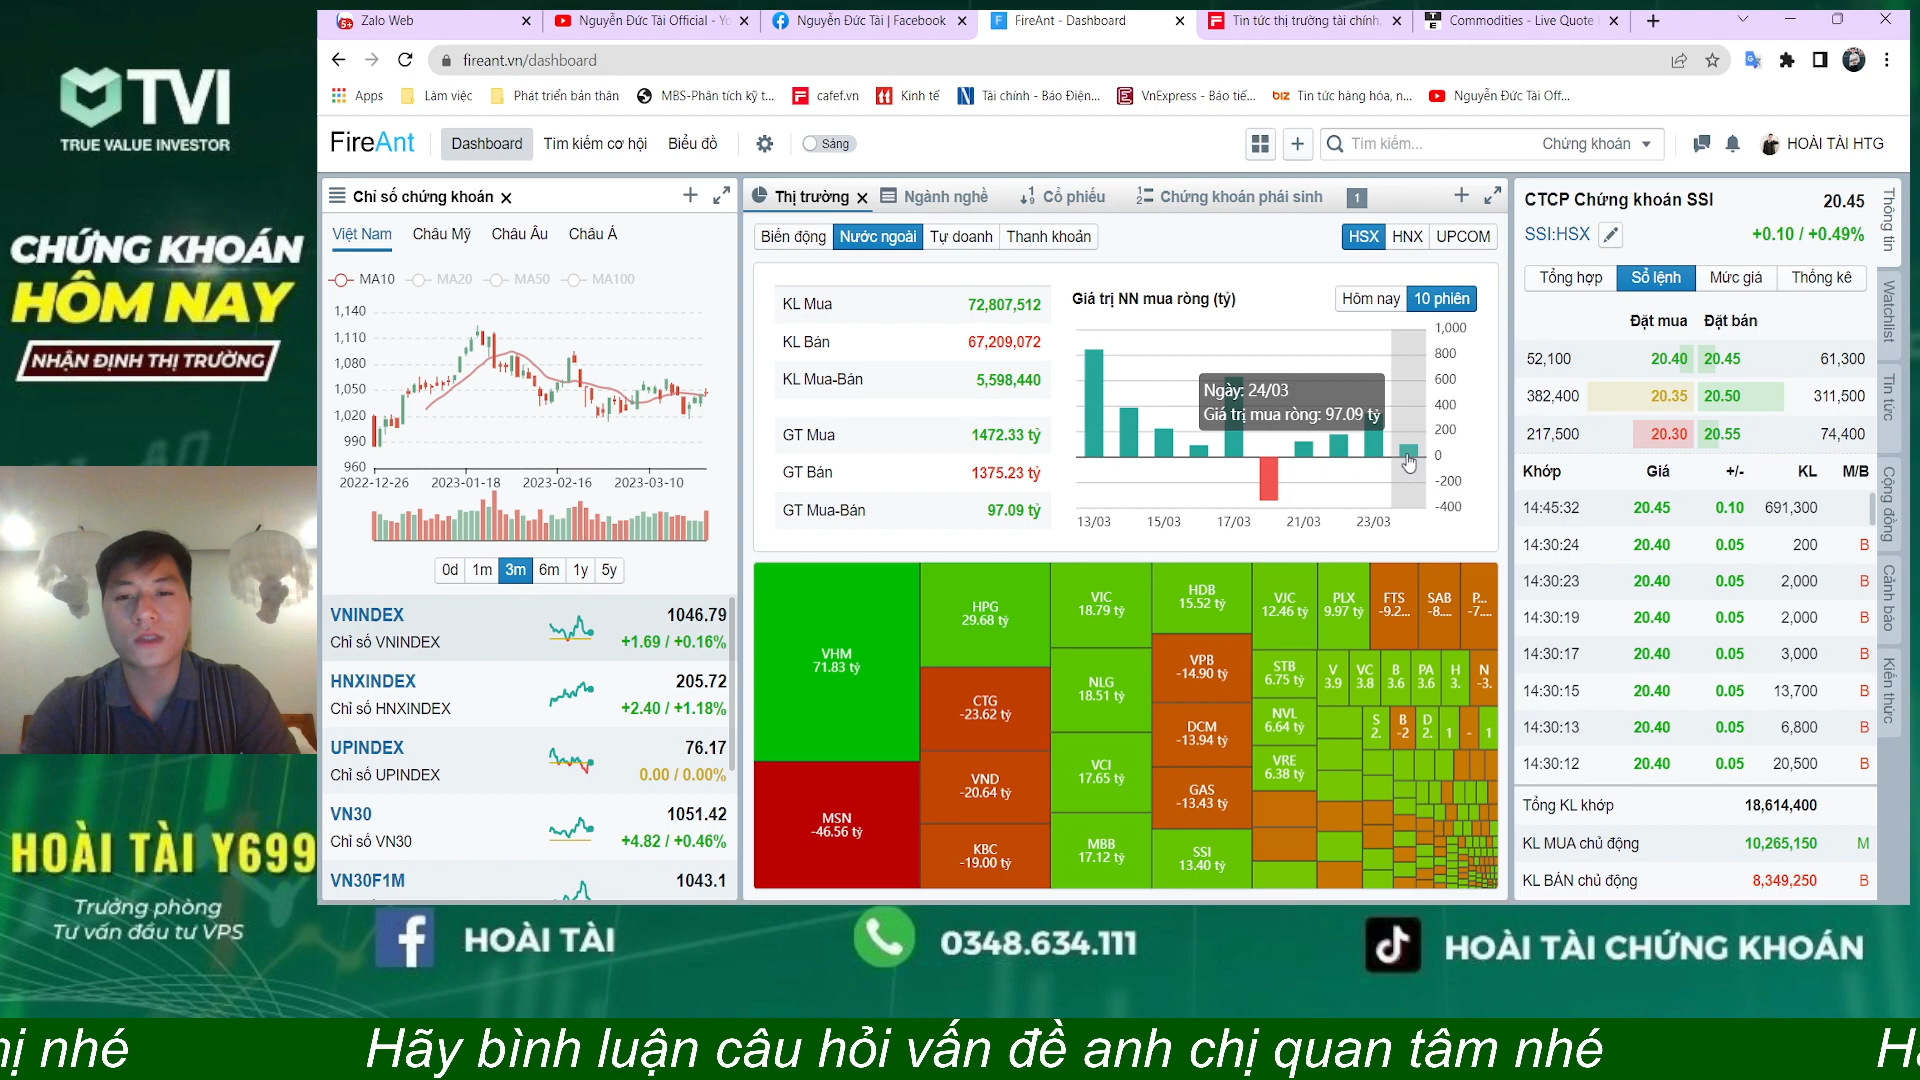 TVI
TRUE VALUE INVESTOR
CHỨNG KHOÁN
HÔM NAY
NHẬN ĐỊNH THỊ TRƯỜNG
HOÀI TÀI Y699
Trưởng phòng
Tư vấn đầu tư VPS
Zalo Web
Nguyễn Đức Tài Official - Yo
Nguyễn Đức Tài | Facebook
FireAnt - Dashboard
Tin tức thị trường tài chính,
Commodities - Live Quote
fireant.vn/dashboard
Apps
Làm việc
Phát triển bản thân
MBS-Phân tích kỹ t...
cafef.vn
Kinh tế
Tài chính - Báo Điện...
VnExpress - Báo tiế...
Tin tức hàng hóa, n...
Nguyễn Đức Tài Off...
FireAnt
Dashboard
Tìm kiếm cơ hội
Biểu đồ
Sáng
Tìm kiếm...
Chứng khoán
HOÀI TÀI HTG
Chỉ số chứng khoán
Việt Nam Châu Mỹ Châu Âu Châu Á
MA10 MA20 MA50 MA100
1,140
1,110
1,080
1,050
1,020
990
960
2022-12-26 2023-01-18 2023-02-16 2023-03-10
0d 1m 3m 6m 1y 5y
VNINDEX 1046.79
Chỉ số VNINDEX +1.69 / +0.16%
HNXINDEX 205.72
Chỉ số HNXINDEX +2.40 / +1.18%
UPINDEX 76.17
Chỉ số UPINDEX 0.00 / 0.00%
VN30 1051.42
Chỉ số VN30 +4.82 / +0.46%
VN30F1M 1043.1
Thị trường Ngành nghề Cổ phiếu Chứng khoán phái sinh 1
Biến động Nước ngoài Tự doanh Thanh khoản
HSX HNX UPCOM
KL Mua 72,807,512
KL Bán 67,209,072
KL Mua-Bán 5,598,440
GT Mua 1472.33 tỷ
GT Bán 1375.23 tỷ
GT Mua-Bán 97.09 tỷ
Giá trị NN mua ròng (tỷ)
Hôm nay 10 phiên
1,000
800
600
400
200
0
-200
-400
Ngày: 24/03
Giá trị mua ròng: 97.09 tỷ
13/03 15/03 17/03 21/03 23/03
VHM
71.83 tỷ
MSN
-46.56 tỷ
HPG
29.68 tỷ
CTG
-23.62 tỷ
VND
-20.64 tỷ
KBC
-19.00 tỷ
VIC
18.79 tỷ
NLG
18.51 tỷ
VCI
17.65 tỷ
MBB
17.12 tỷ
HDB
15.52 tỷ
VPB
-14.90 tỷ
DCM
-13.94 tỷ
GAS
-13.43 tỷ
SSI
13.40 tỷ
VJC
12.46 tỷ
PLX
9.97 tỷ
FTS
-9.2...
SAB
-8....
P...
-7....
STB
6.75 tỷ
NVL
6.64 tỷ
VRE
6.38 tỷ
V
3.9
VC
3.8
B
3.6
PA
3.6
H
3.
N
-3.
S
2.
B
-2
D
2.
1
-
1
CTCP Chứng khoán SSI 20.45
SSI:HSX +0.10 / +0.49%
Tổng hợp Sổ lệnh Mức giá Thống kê
Đặt mua Đặt bán
52,100 20.40 20.45 61,300
382,400 20.35 20.50 311,500
217,500 20.30 20.55 74,400
Khớp Giá +/- KL M/B
14:45:32 20.45 0.10 691,300
14:30:24 20.40 0.05 200 B
14:30:23 20.40 0.05 2,000 B
14:30:19 20.40 0.05 2,000 B
14:30:17 20.40 0.05 3,000 B
14:30:15 20.40 0.05 13,700 B
14:30:13 20.40 0.05 6,800 B
14:30:12 20.40 0.05 20,500 B
Tổng KL khớp 18,614,400
KL MUA chủ động 10,265,150 M
KL BÁN chủ động 8,349,250 B
Thông tin
Watchlist
Tin tức
Cộng đồng
Cảnh báo
Kiến thức
HOÀI TÀI
0348.634.111
HOÀI TÀI CHỨNG KHOÁN
nhé Hãy bình luận câu hỏi vấn đề anh chị quan tâm nhé